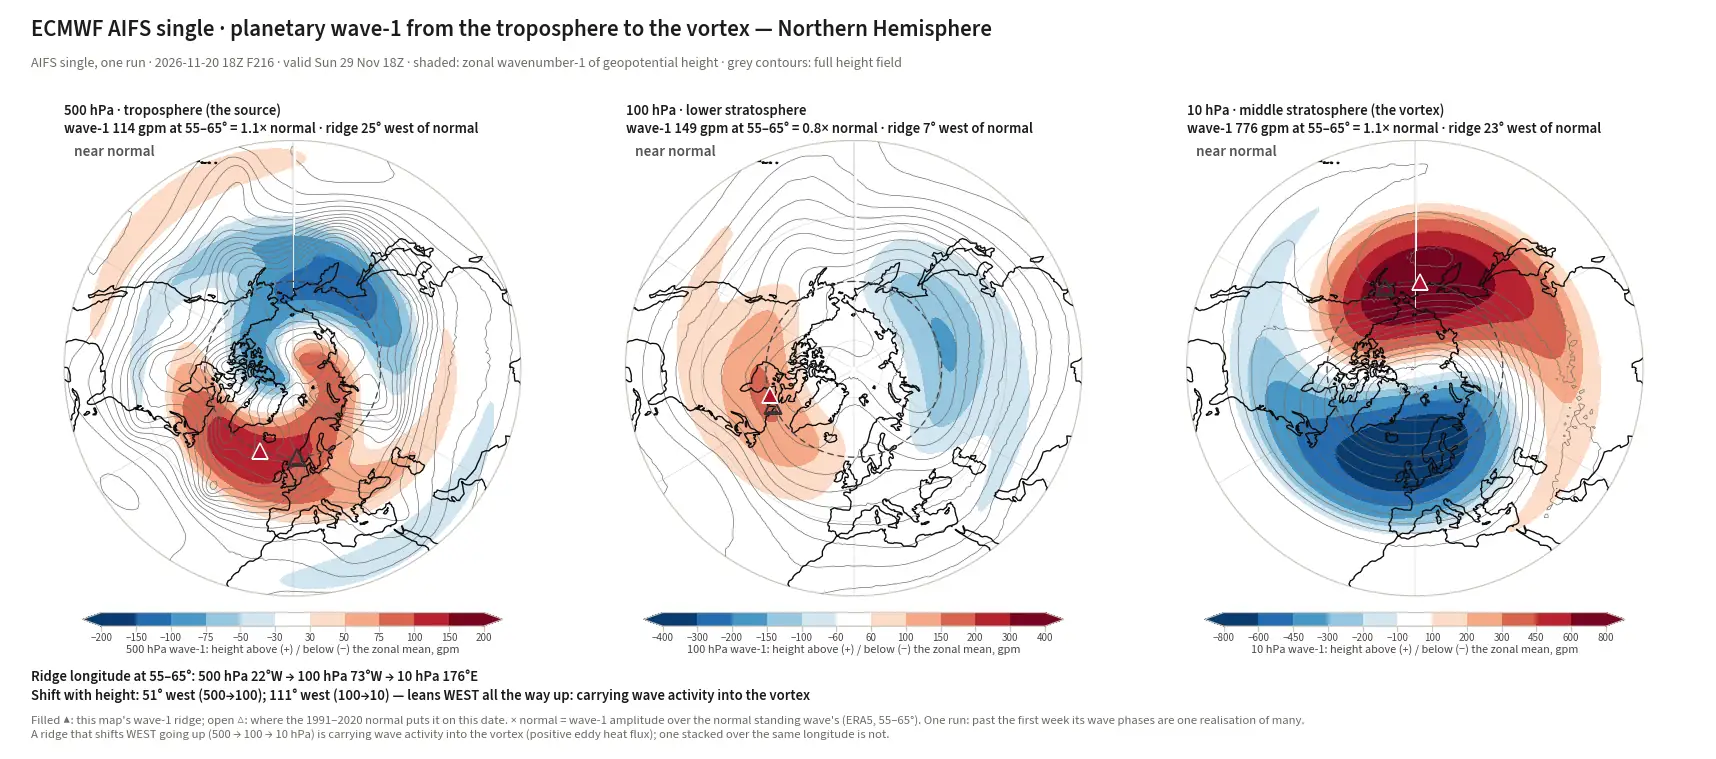 ECMWF AIFS single · planetary wave-1 from the troposphere to the vortex — Northern Hemisphere
AIFS single, one run · 2026-11-20 18Z F216 · valid Sun 29 Nov 18Z · shaded: zonal wavenumber-1 of geopotential height · grey contours: full height field
500 hPa · troposphere (the source)
wave-1 114 gpm at 55–65° = 1.1× normal · ridge 25° west of normal
near normal
100 hPa · lower stratosphere
wave-1 149 gpm at 55–65° = 0.8× normal · ridge 7° west of normal
near normal
10 hPa · middle stratosphere (the vortex)
wave-1 776 gpm at 55–65° = 1.1× normal · ridge 23° west of normal
near normal
−200 −150 −100 −75 −50 −30 30 50 75 100 150 200
500 hPa wave-1: height above (+) / below (−) the zonal mean, gpm
−400 −300 −200 −150 −100 −60 60 100 150 200 300 400
100 hPa wave-1: height above (+) / below (−) the zonal mean, gpm
−800 −600 −450 −300 −200 −100 100 200 300 450 600 800
10 hPa wave-1: height above (+) / below (−) the zonal mean, gpm
Ridge longitude at 55–65°: 500 hPa 22°W → 100 hPa 73°W → 10 hPa 176°E
Shift with height: 51° west (500→100); 111° west (100→10) — leans WEST all the way up: carrying wave activity into the vortex
Filled ▲: this map's wave-1 ridge; open △: where the 1991–2020 normal puts it on this date. × normal = wave-1 amplitude over the normal standing wave's (ERA5, 55–65°). One run: past the first week its wave phases are one realisation of many.
A ridge that shifts WEST going up (500 → 100 → 10 hPa) is carrying wave activity into the vortex (positive eddy heat flux); one stacked over the same longitude is not.